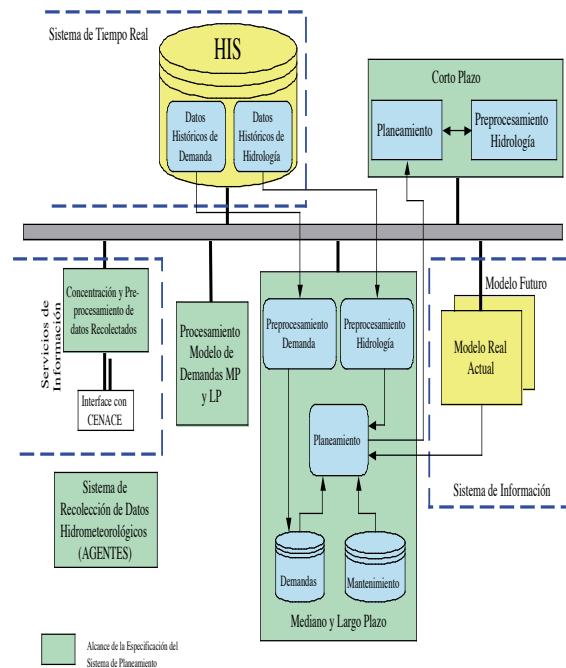 Sistema de Tiempo Real
HIS
Datos
Históricos de
Demanda
Datos
Históricos de
Hidrología
Corto Plazo
Planeamiento
Preprocesamiento
Hidrología
Servicios de
Información
Concentración y Pre-
procesamiento de
datos Recolectados
Interface con
CENACE
Procesamiento
Modelo de
Demandas MP
y LP
Preprocesamiento
Demanda
Preprocesamiento
Hidrología
Planeamiento
Demandas
Mantenimiento
Mediano y Largo Plazo
Modelo Futuro
Modelo Real
Actual
Sistema de Información
Sistema de
Recolección de Datos
Hidrometeorológicos
(AGENTES)
Alcance de la Especificación del
Sistema de Planeamiento